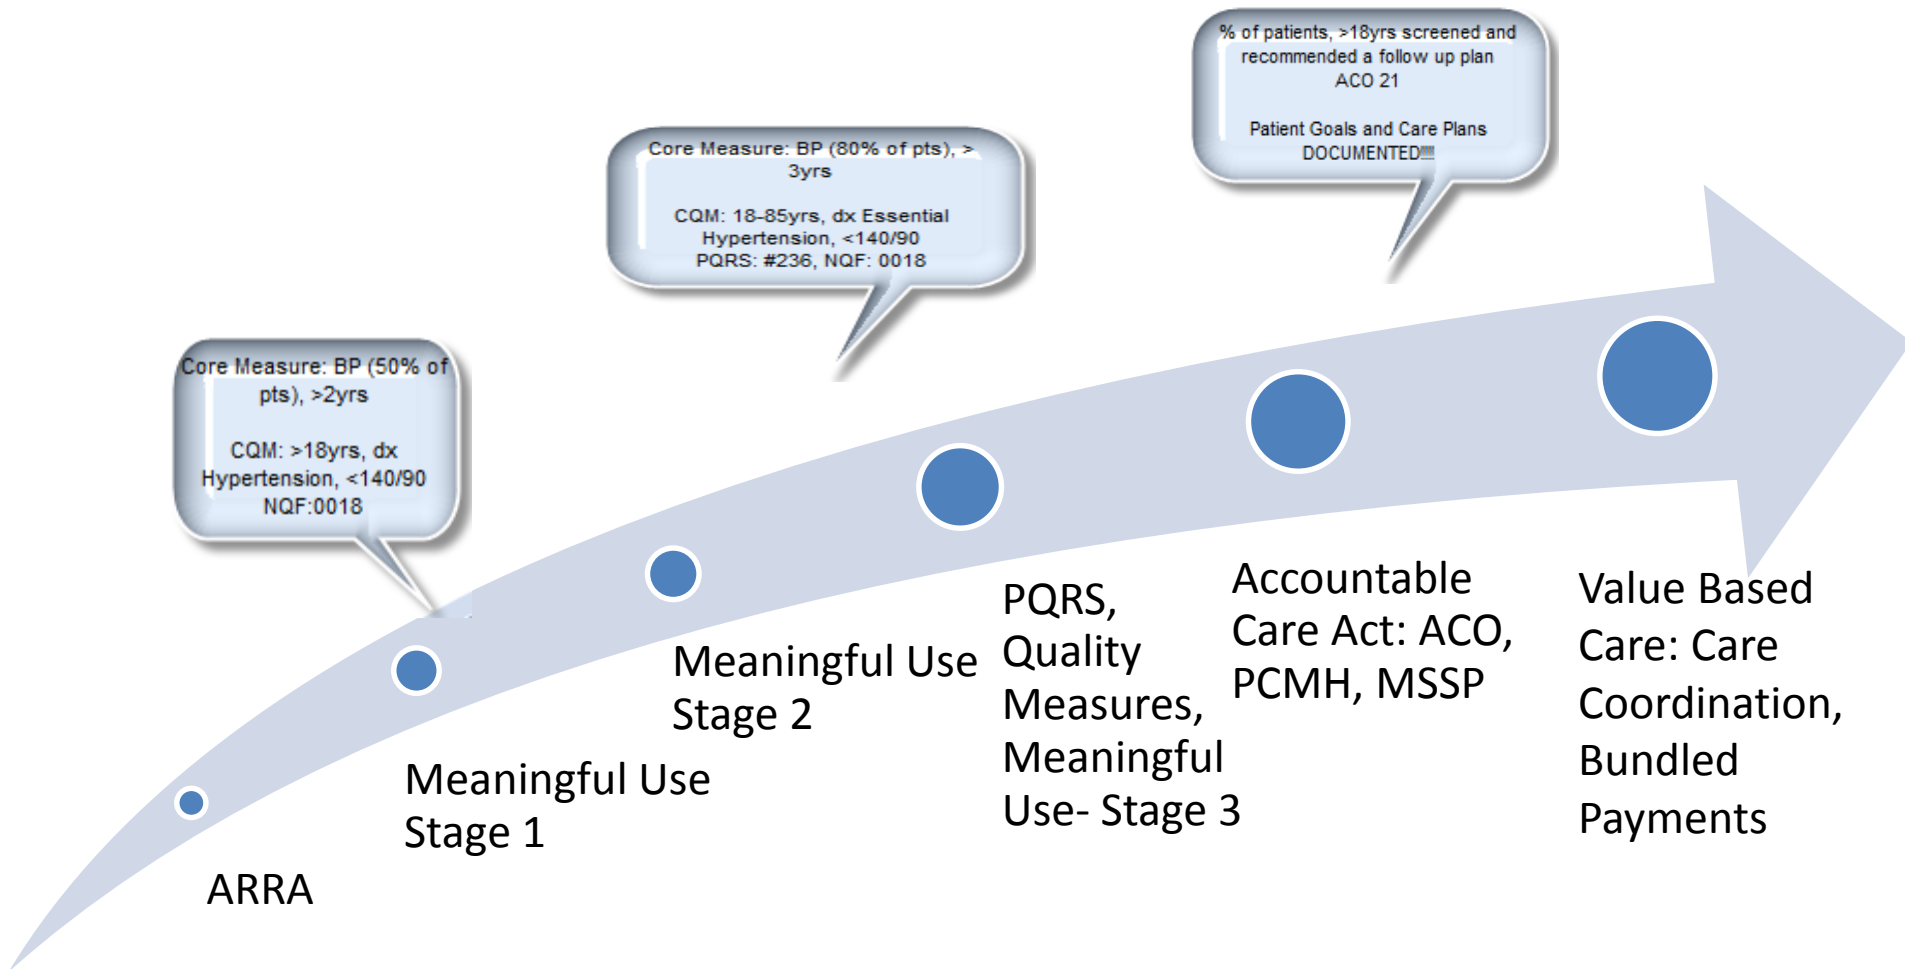 % of patients, >18yrs screened and
recommended a follow up plan
ACO 21
Patient Goals and Care Plans
DOCUMENTED!!!!
Core Measure: BP (80% of pts), >
3yrs
CQM: 18-85yrs, dx Essential
Hypertension, <140/90
PQRS: #236, NQF: 0018
Core Measure: BP (50% of
pts), >2yrs
CQM: >18yrs, dx
Hypertension, <140/90
NQF:0018
ARRA
Meaningful Use
Stage 1
Meaningful Use
Stage 2
PQRS,
Quality
Measures,
Meaningful
Use- Stage 3
Accountable
Care Act: ACO,
PCMH, MSSP
Value Based
Care: Care
Coordination,
Bundled
Payments